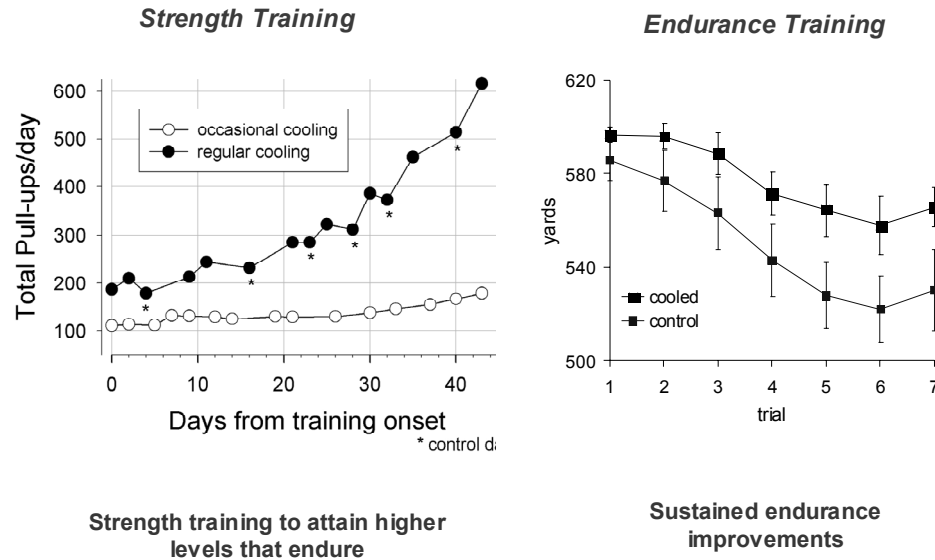 Strength Training
Endurance Training
600
500
400
300
200
100
Total Pull-ups/day
occasional cooling
regular cooling
*
*
*
*
*
*
0
10
20
30
40
Days from training onset
* control da
620
580
540
500
yards
cooled
control
1
2
3
4
5
6
7
trial
Strength training to attain higher
levels that endure
Sustained endurance
improvements